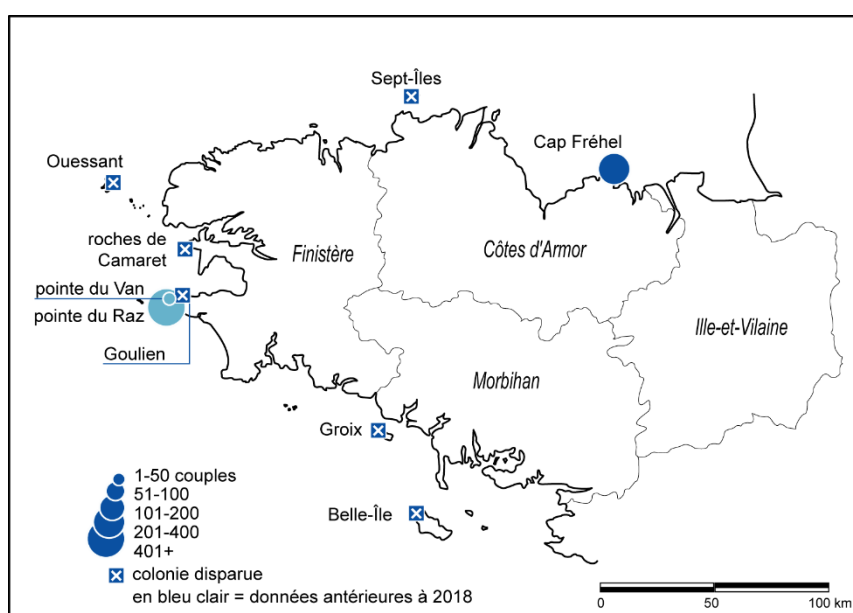 Sept-Îles
Cap Fréhel
Ouessant
roches de
Camaret
Finistère
Côtes d'Armor
pointe du Van
pointe du Raz
Goulien
Ille-et-Vilaine
Morbihan
Groix
Belle-Île
1-50 couples
51-100
101-200
201-400
401+
colonie disparue
en bleu clair = données antérieures à 2018
0 50 100 km